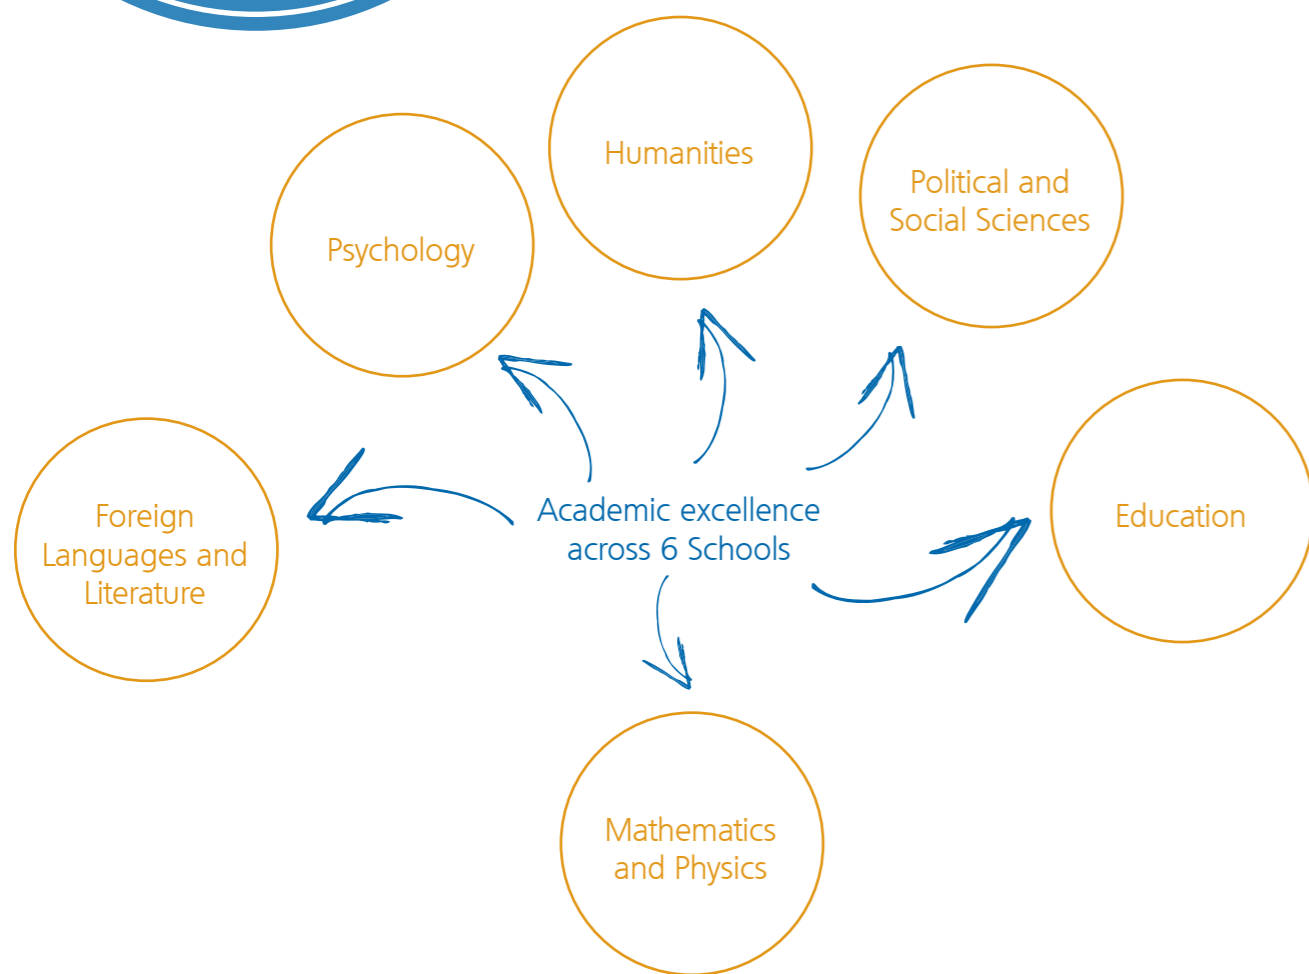 Humanities
Political and
Social Sciences
Psychology
Academic excellence
across 6 Schools
Foreign
Languages and
Literature
Education
Mathematics
and Physics